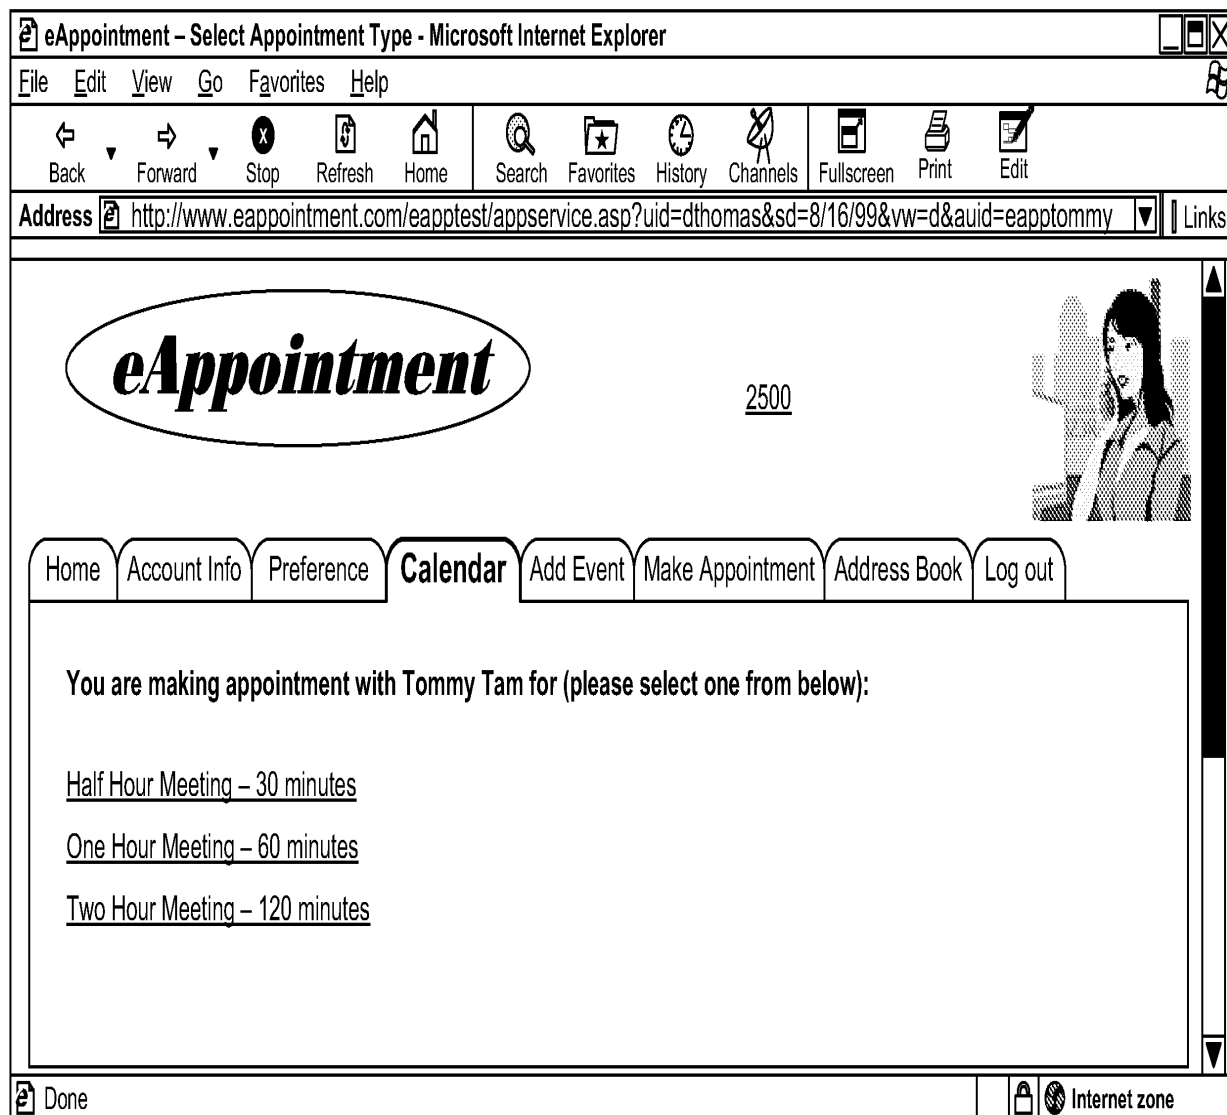 eAppointment – Select Appointment Type - Microsoft Internet Explorer
File Edit View Go Favorites Help
Back Forward Stop Refresh Home Search Favorites History Channels Fullscreen Print Edit
Address http://www.eappointment.com/eapptest/appservice.asp?uid=dthomas&sd=8/16/99&vw=d&auid=eapptommy Links
eAppointment
2500
Home Account Info Preference Calendar Add Event Make Appointment Address Book Log out
You are making appointment with Tommy Tam for (please select one from below):
Half Hour Meeting – 30 minutes
One Hour Meeting – 60 minutes
Two Hour Meeting – 120 minutes
Done Internet zone